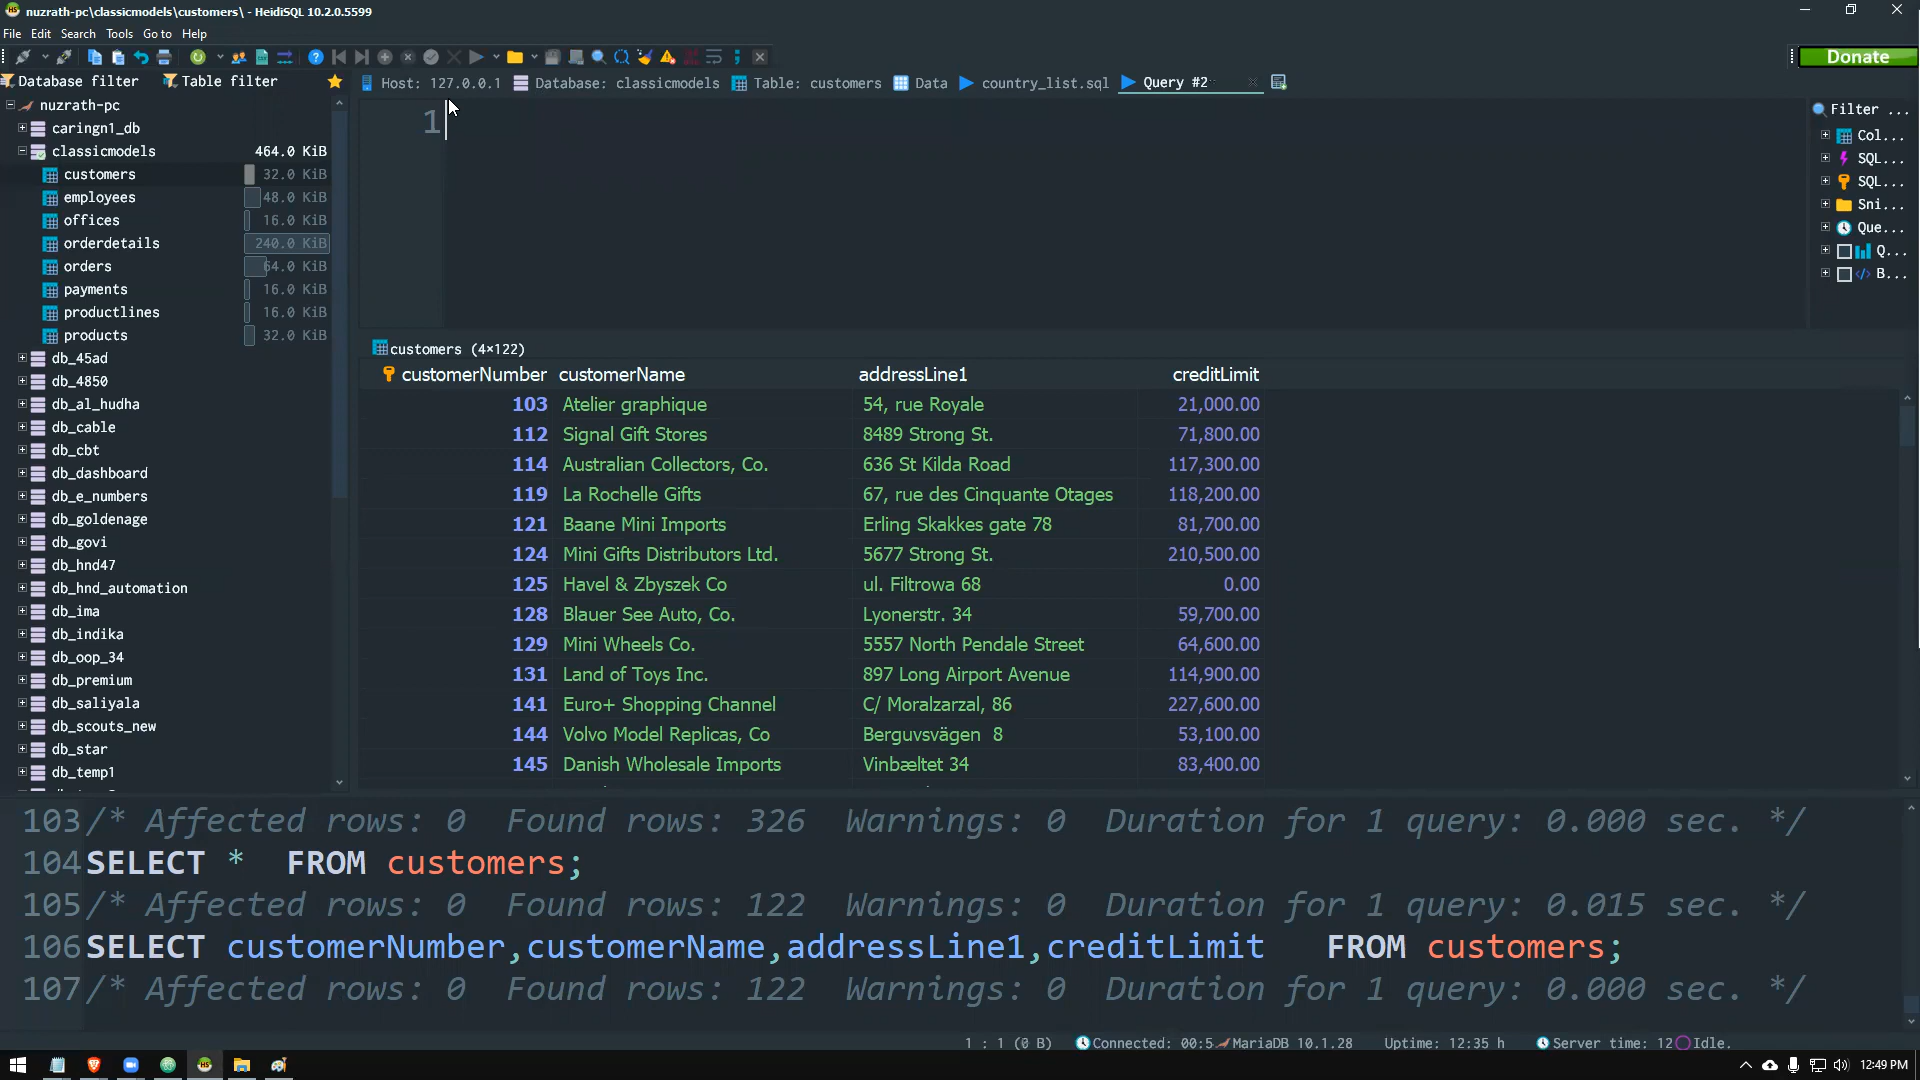 nuzrath-pc\classicmodels\customers\ - HeidiSQL 10.2.0.5599
File Edit Search Tools Go to Help
Donate
Database filter Table filter
Host: 127.0.0.1 Database: classicmodels Table: customers Data country_list.sql Query #2
1
Filter ...
Col...
SQL...
SQL...
Sni...
Que...
Q...
B...
nuzrath-pc
caringn1_db
classicmodels 464.0 KiB
customers 32.0 KiB
employees 48.0 KiB
offices 16.0 KiB
orderdetails 240.0 KiB
orders 64.0 KiB
payments 16.0 KiB
productlines 16.0 KiB
products 32.0 KiB
db_45ad
db_4850
db_al_hudha
db_cable
db_cbt
db_dashboard
db_e_numbers
db_goldenage
db_govi
db_hnd47
db_hnd_automation
db_ima
db_indika
db_oop_34
db_premium
db_saliyala
db_scouts_new
db_star
db_temp1
customers (4×122)
customerNumber customerName addressLine1 creditLimit
103 Atelier graphique 54, rue Royale 21,000.00
112 Signal Gift Stores 8489 Strong St. 71,800.00
114 Australian Collectors, Co. 636 St Kilda Road 117,300.00
119 La Rochelle Gifts 67, rue des Cinquante Otages 118,200.00
121 Baane Mini Imports Erling Skakkes gate 78 81,700.00
124 Mini Gifts Distributors Ltd. 5677 Strong St. 210,500.00
125 Havel & Zbyszek Co ul. Filtrowa 68 0.00
128 Blauer See Auto, Co. Lyonerstr. 34 59,700.00
129 Mini Wheels Co. 5557 North Pendale Street 64,600.00
131 Land of Toys Inc. 897 Long Airport Avenue 114,900.00
141 Euro+ Shopping Channel C/ Moralzarzal, 86 227,600.00
144 Volvo Model Replicas, Co Berguvsvägen  8 53,100.00
145 Danish Wholesale Imports Vinbæltet 34 83,400.00
103 /* Affected rows: 0  Found rows: 326  Warnings: 0  Duration for 1 query: 0.000 sec. */
104 SELECT *  FROM customers;
105 /* Affected rows: 0  Found rows: 122  Warnings: 0  Duration for 1 query: 0.015 sec. */
106 SELECT customerNumber,customerName,addressLine1,creditLimit   FROM customers;
107 /* Affected rows: 0  Found rows: 122  Warnings: 0  Duration for 1 query: 0.000 sec. */
1 : 1 (0 B) Connected: 00:5 MariaDB 10.1.28 Uptime: 12:35 h Server time: 12 Idle.
12:49 PM